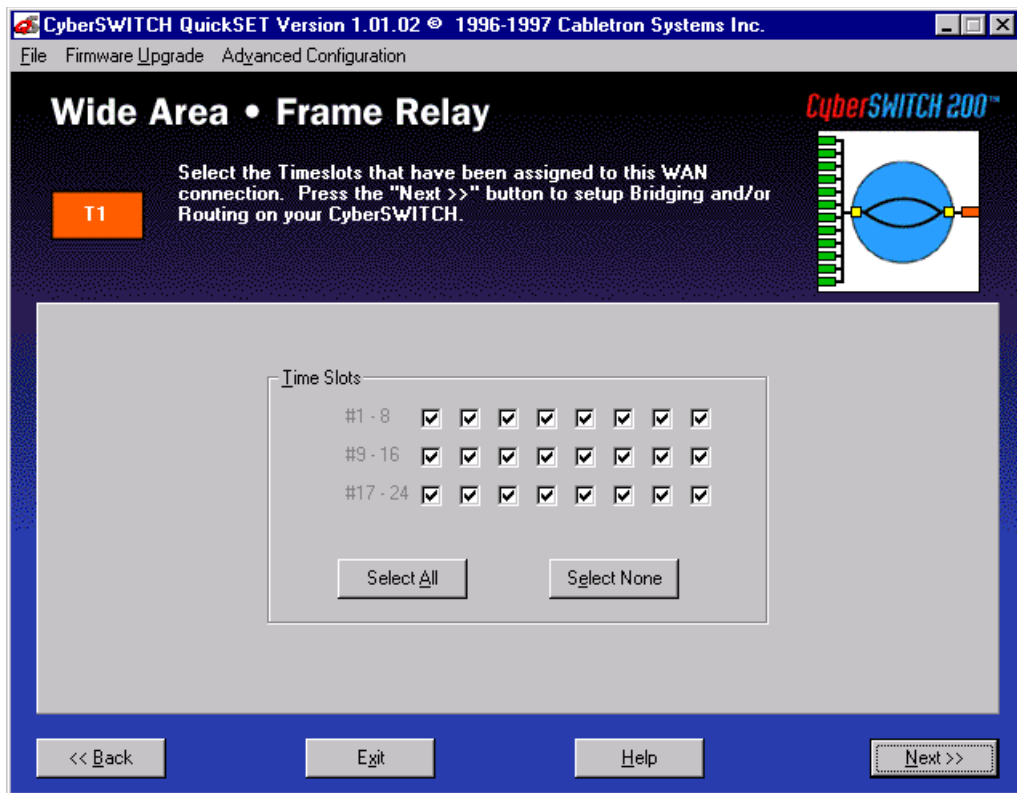 CyberSWITCH QuickSET Version 1.01.02 © 1996-1997 Cabletron Systems Inc.
File Firmware Upgrade Advanced Configuration
Wide Area • Frame Relay
CyberSWITCH 200™
T1
Select the Timeslots that have been assigned to this WAN
connection. Press the "Next >>" button to setup Bridging and/or
Routing on your CyberSWITCH.
Time Slots
#1 - 8
#9 - 16
#17 - 24
Select All
Select None
<< Back
Exit
Help
Next >>